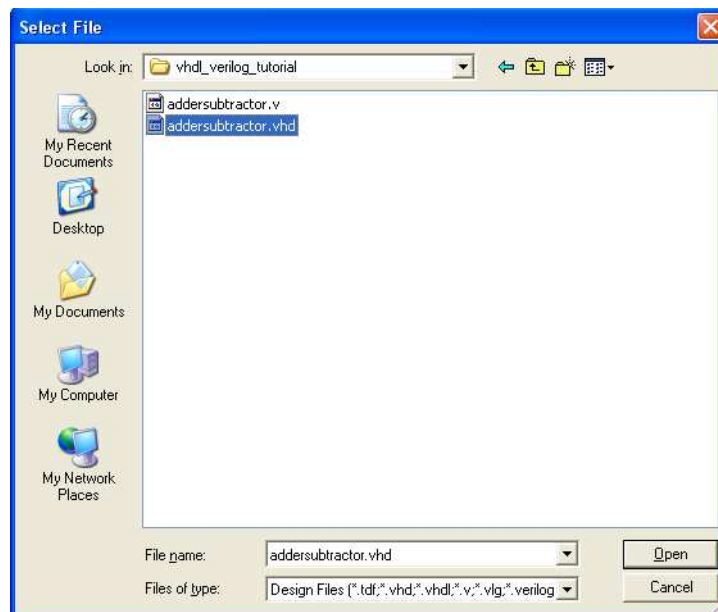 Select File
Look in: vhdl_verilog_tutorial
addersubtractor.v
addersubtractor.vhd
My Recent
Documents
Desktop
My Documents
My Computer
My Network
Places
File name: addersubtractor.vhd Open
Files of type: Design Files (*.tdf;*.vhd;*.vhdl;*.v;*.vlg;*.verilog Cancel